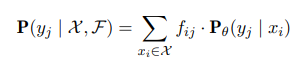 P(y_j | 𝒳, ℱ) = ∑_{x_i ∈ 𝒳} f_{ij} · P_θ(y_j | x_i)